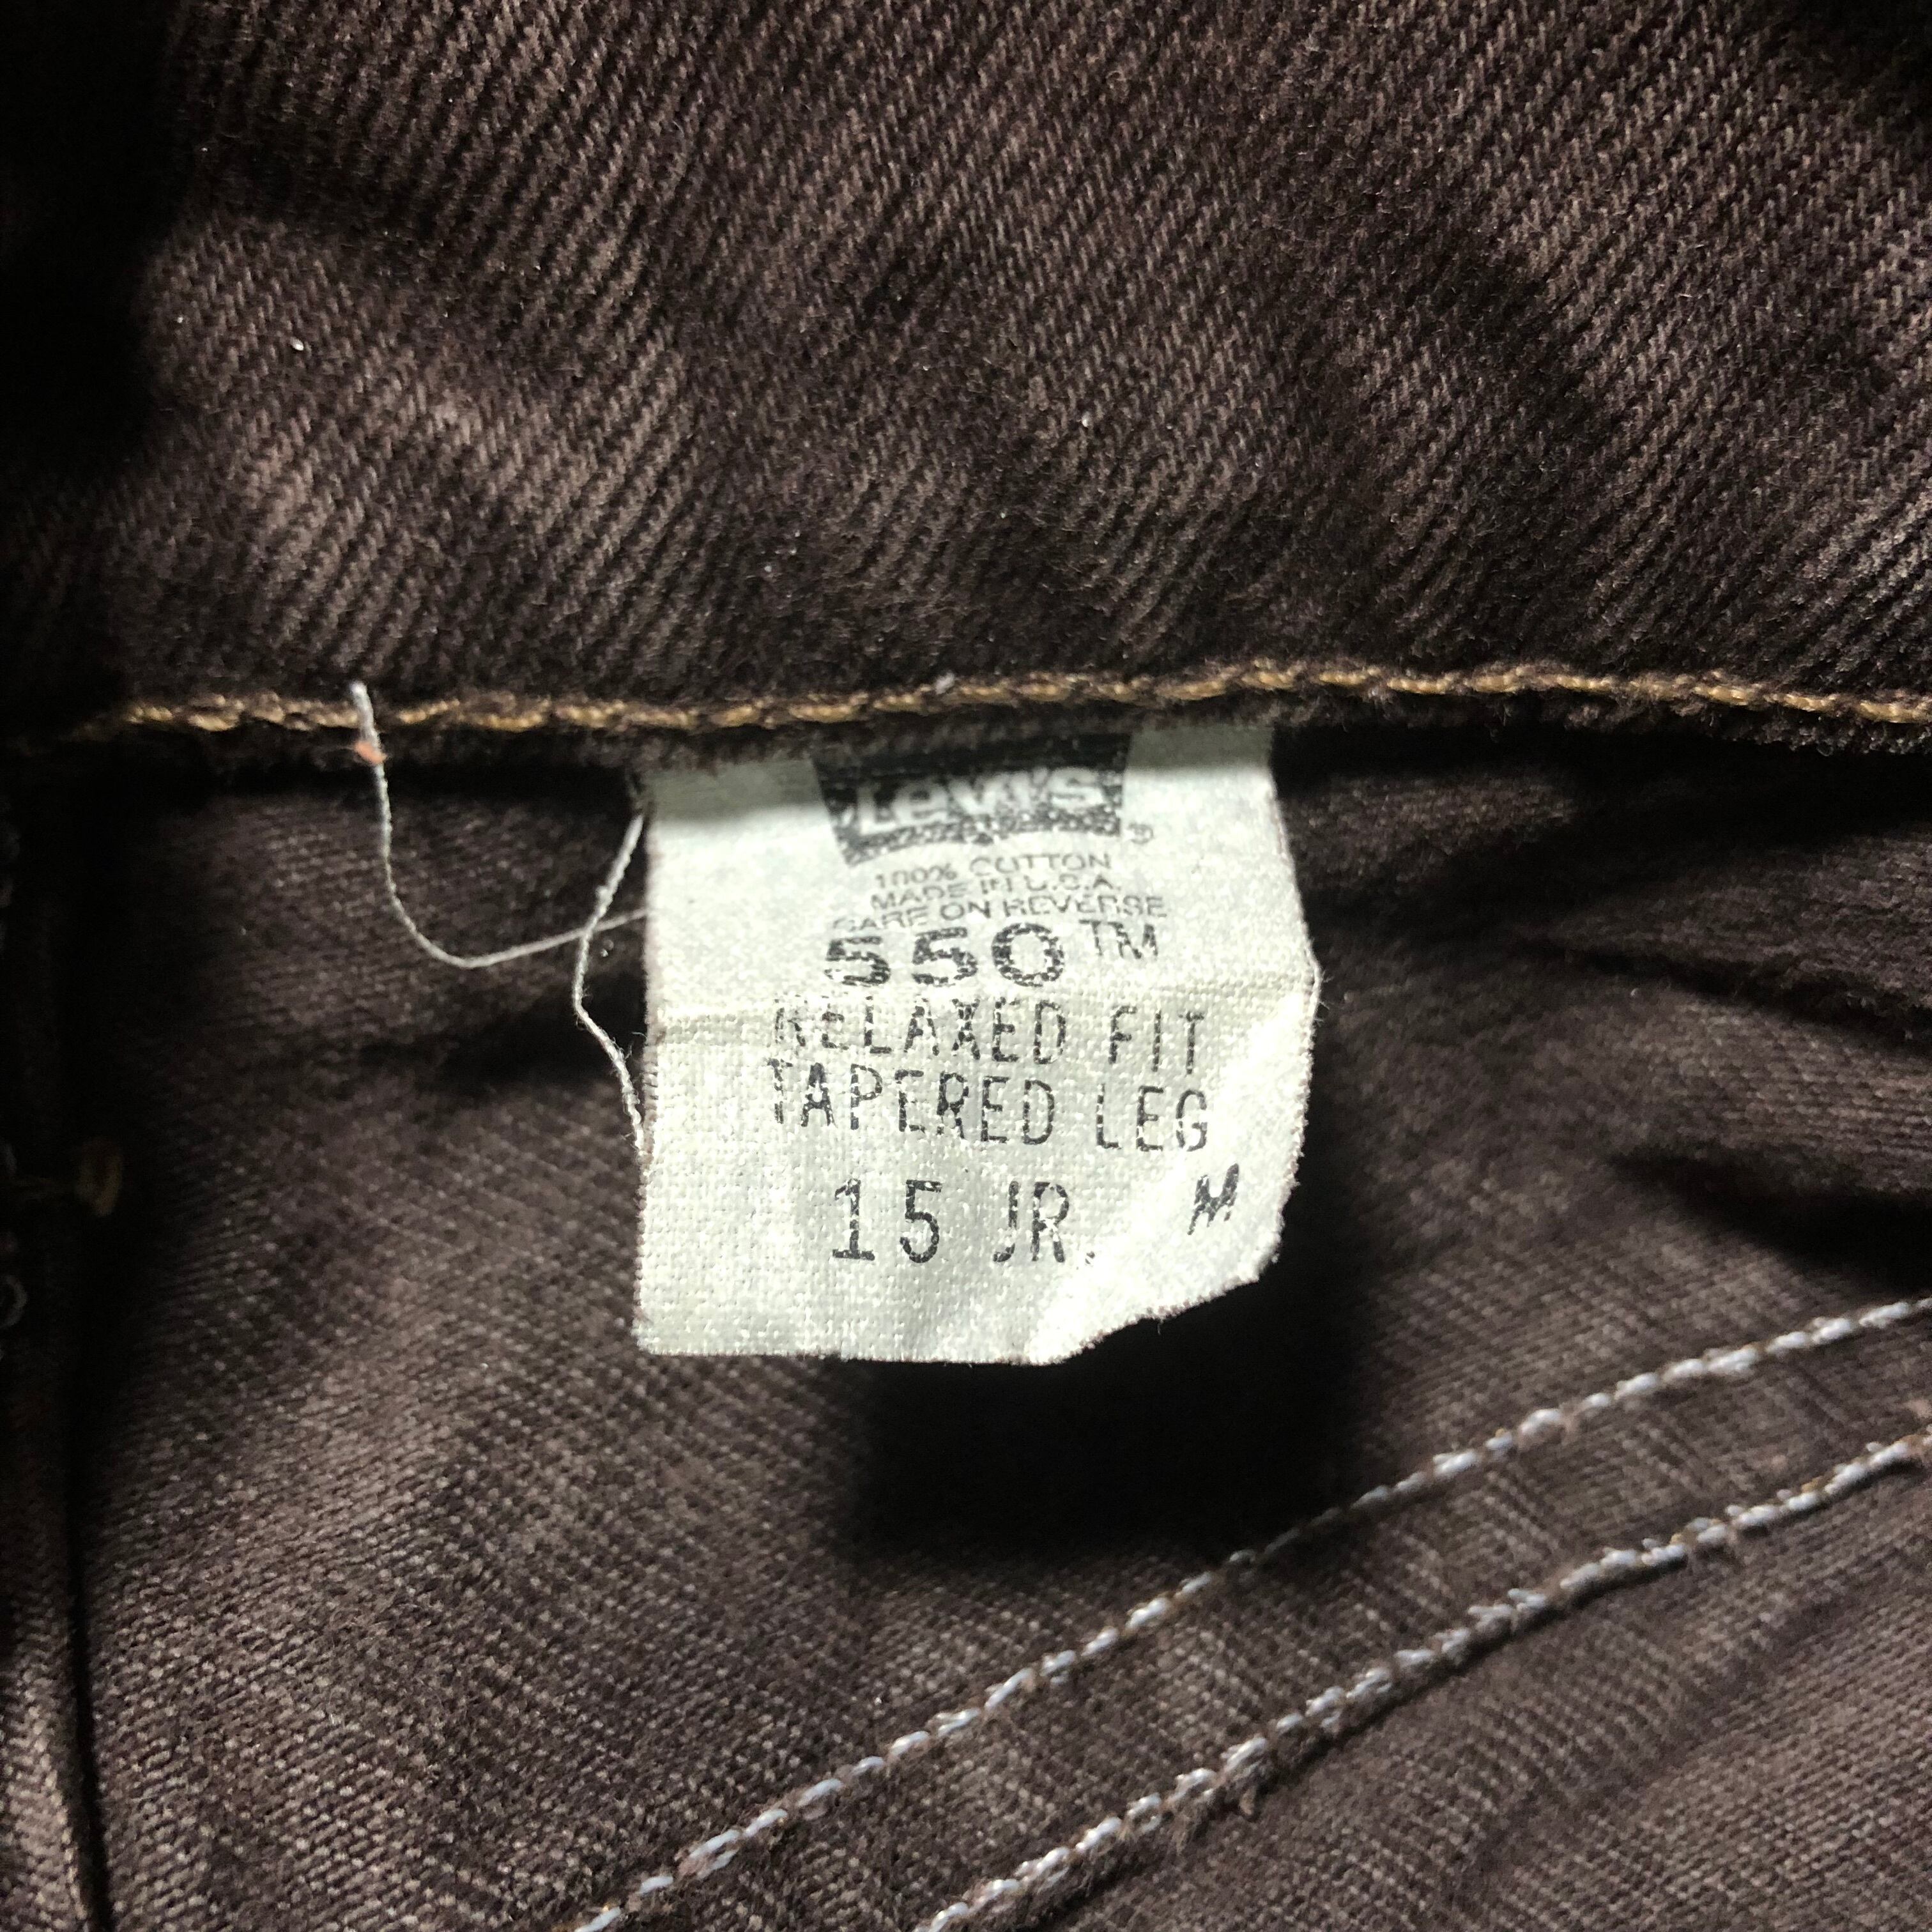 Levi's®
100% COTTON
MADE IN U.S.A.
CARE ON REVERSE
550™
RELAXED FIT
TAPERED LEG
15 JR. M